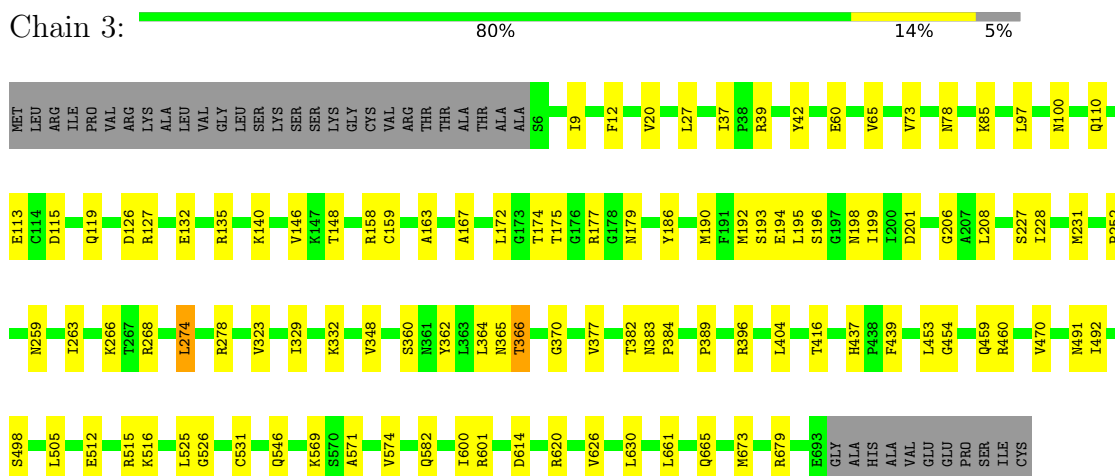 Chain 3:
80% 14% 5%
MET LEU ARG ILE PRO VAL ARG LYS ALA LEU VAL GLY LEU SER LYS SER SER LYS GLY CYS VAL ARG THR THR ALA THR ALA ALA S6 I9 F12 V20 L27 I37 P38 R39 Y42 E60 V65 V73 N78 K85 L97 N100 Q110
E113 C114 D115 Q119 D126 R127 E132 R135 K140 V146 K147 T148 R158 C159 A163 A167 L172 G173 T174 T175 G176 R177 G178 N179 Y186 M190 F191 M192 S193 E194 L195 S196 G197 N198 I199 I200 D201 G206 A207 L208 S227 I228 M231
N259 I263 K266 T267 R268 L274 R278 V323 I329 K332 V348 S360 N361 Y362 L363 L364 N365 T366 G370 V377 T382 N383 P384 P389 R396 L404 T416 H437 P438 F439 L453 G454 Q459 R460 V470 N491 I492
S498 L505 E512 R515 K516 L525 G526 C531 Q546 K569 S570 A571 V574 Q582 I600 R601 D614 R620 V626 L630 L661 Q665 M673 R679 E693 GLY ALA HIS ALA VAL GLU GLU PRO SER ILE CYS